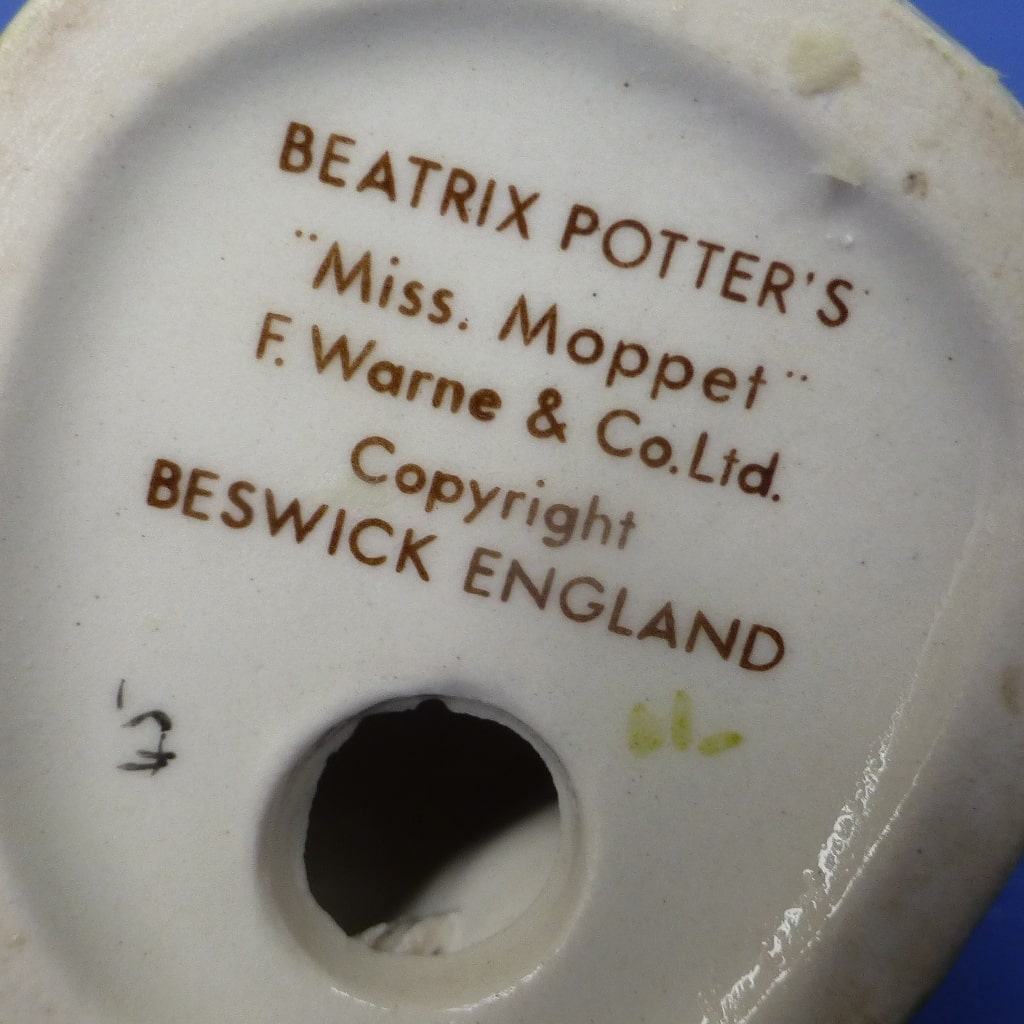 BEATRIX POTTER'S
"Miss. Moppet"
F. Warne & Co. Ltd.
Copyright
BESWICK ENGLAND